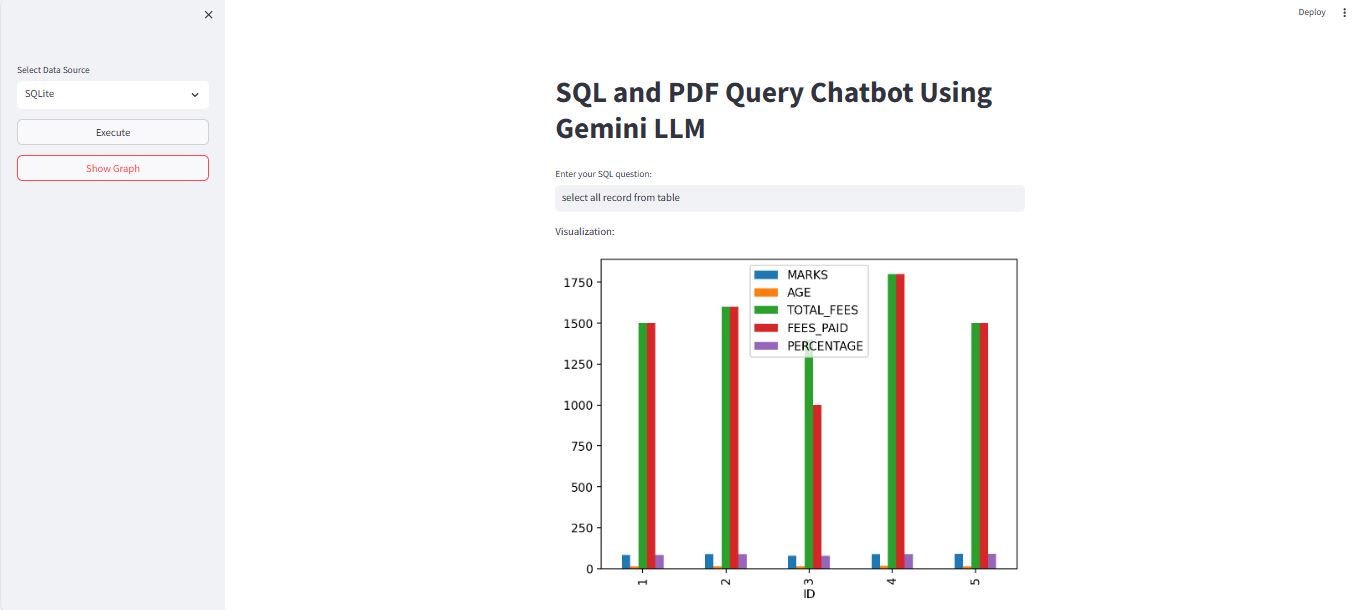 Deploy
Select Data Source
SQLite
Execute
Show Graph
SQL and PDF Query Chatbot Using
Gemini LLM
Enter your SQL question:
select all record from table
Visualization:
MARKS
AGE
TOTAL_FEES
FEES_PAID
PERCENTAGE
1750
1500
1250
1000
750
500
250
0
1
2
3
4
5
ID